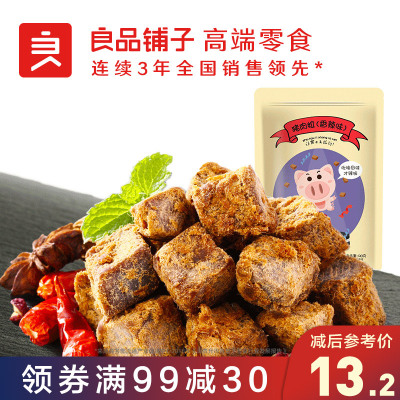 良 良品铺子 高端零食
连续3年全国销售领先*
猪肉粒(香辣味)
减后参考价
领券满99减30
13.2